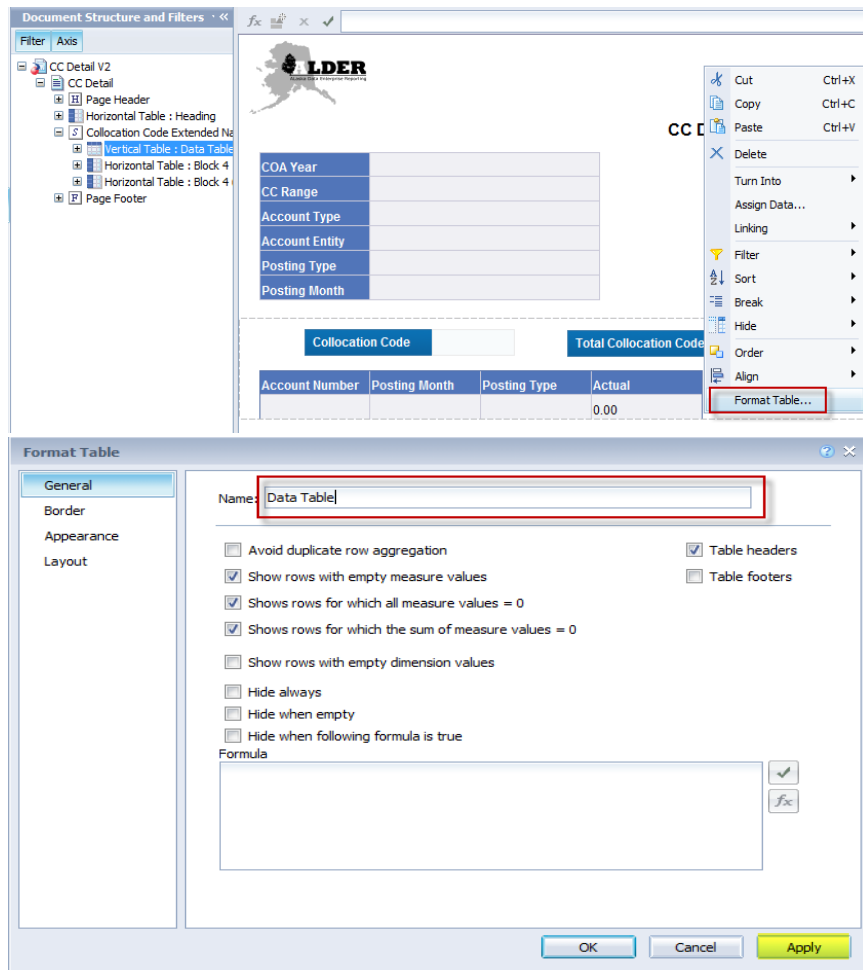 Document Structure and Filters
Filter Axis
CC Detail V2
CC Detail
H Page Header
Horizontal Table : Heading
S Collocation Code Extended Na
Vertical Table : Data Table
Horizontal Table : Block 4
Horizontal Table : Block 4
F Page Footer
fx
ALDER
Alaska Data Enterprise Reporting
CC D
COA Year
CC Range
Account Type
Account Entity
Posting Type
Posting Month
Collocation Code
Total Collocation Code
Account Number Posting Month Posting Type Actual
0.00
Cut Ctrl+X
Copy Ctrl+C
Paste Ctrl+V
Delete
Turn Into
Assign Data...
Linking
Filter
Sort
Break
Hide
Order
Align
Format Table...
Format Table
General
Border
Appearance
Layout
Name: Data Table
Avoid duplicate row aggregation
Show rows with empty measure values
Shows rows for which all measure values = 0
Shows rows for which the sum of measure values = 0
Show rows with empty dimension values
Hide always
Hide when empty
Hide when following formula is true
Table headers
Table footers
Formula
fx
OK Cancel Apply